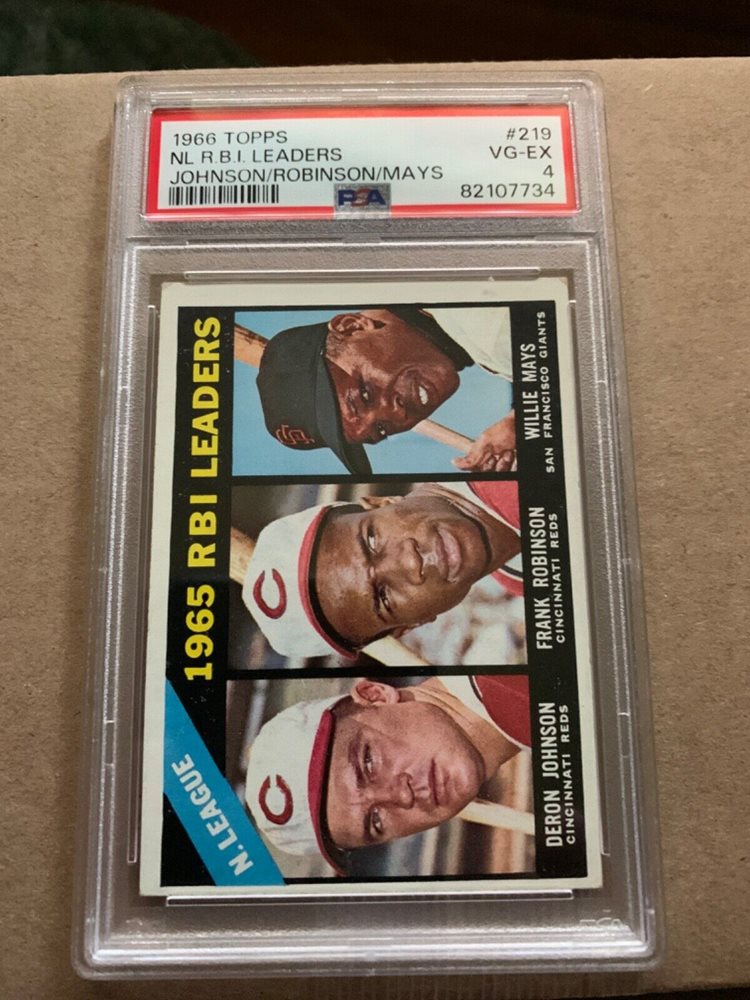 1966 TOPPS #219
NL R.B.I. LEADERS VG-EX
JOHNSON/ROBINSON/MAYS 4
PSA 82107734
N. LEAGUE
1965 RBI LEADERS
C
DERON JOHNSON
CINCINNATI REDS
C
FRANK ROBINSON
CINCINNATI REDS
SF
WILLIE MAYS
SAN FRANCISCO GIANTS